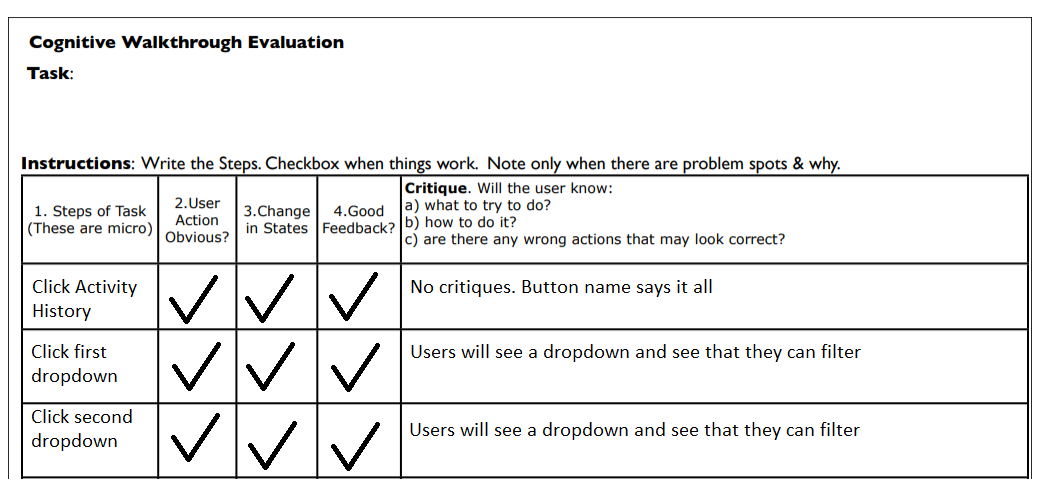 Cognitive Walkthrough Evaluation
Task:
Instructions: Write the Steps. Checkbox when things work. Note only when there are problem spots & why.
1. Steps of Task
(These are micro)
2.User
Action
Obvious?
3.Change
in States
4.Good
Feedback?
Critique. Will the user know:
a) what to try to do?
b) how to do it?
c) are there any wrong actions that may look correct?
Click Activity
History
No critiques. Button name says it all
Click first
dropdown
Users will see a dropdown and see that they can filter
Click second
dropdown
Users will see a dropdown and see that they can filter